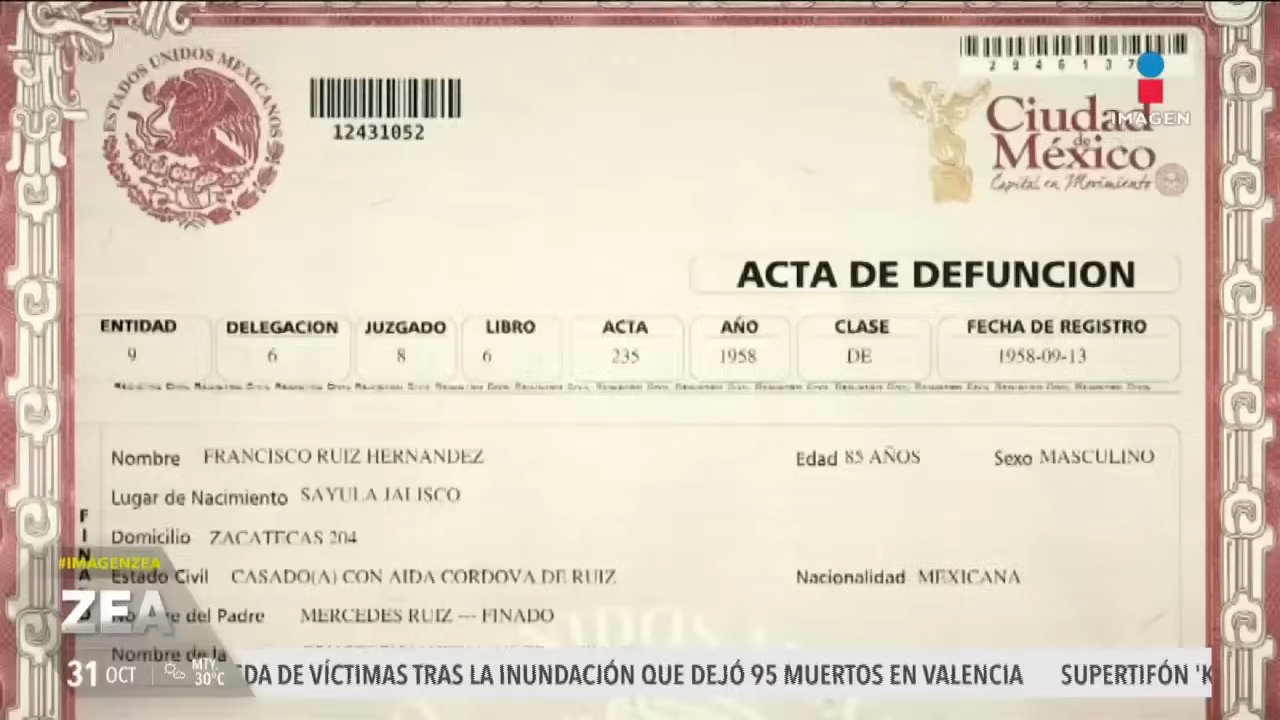 ESTADOS UNIDOS MEXICANOS
12431052
IMAGEN
Ciudad
de
México
Capital en Movimiento
ACTA DE DEFUNCION
ENTIDAD DELEGACION JUZGADO LIBRO ACTA AÑO CLASE FECHA DE REGISTRO
9 6 8 6 235 1958 DE 1958-09-13
Nombre FRANCISCO RUIZ HERNANDEZ Edad 85 AÑOS Sexo MASCULINO
Lugar de Nacimiento SAYULA JALISCO
Domicilio ZACATECAS 204
#IMAGENZEA
Estado Civil CASADO(A) CON AIDA CORDOVA DE RUIZ Nacionalidad MEXICANA
ZEA
del Padre MERCEDES RUIZ --- FINADO
Nombre de la
31 OCT MTY. 30°C
DA DE VÍCTIMAS TRAS LA INUNDACIÓN QUE DEJÓ 95 MUERTOS EN VALENCIA SUPERTIFÓN 'K